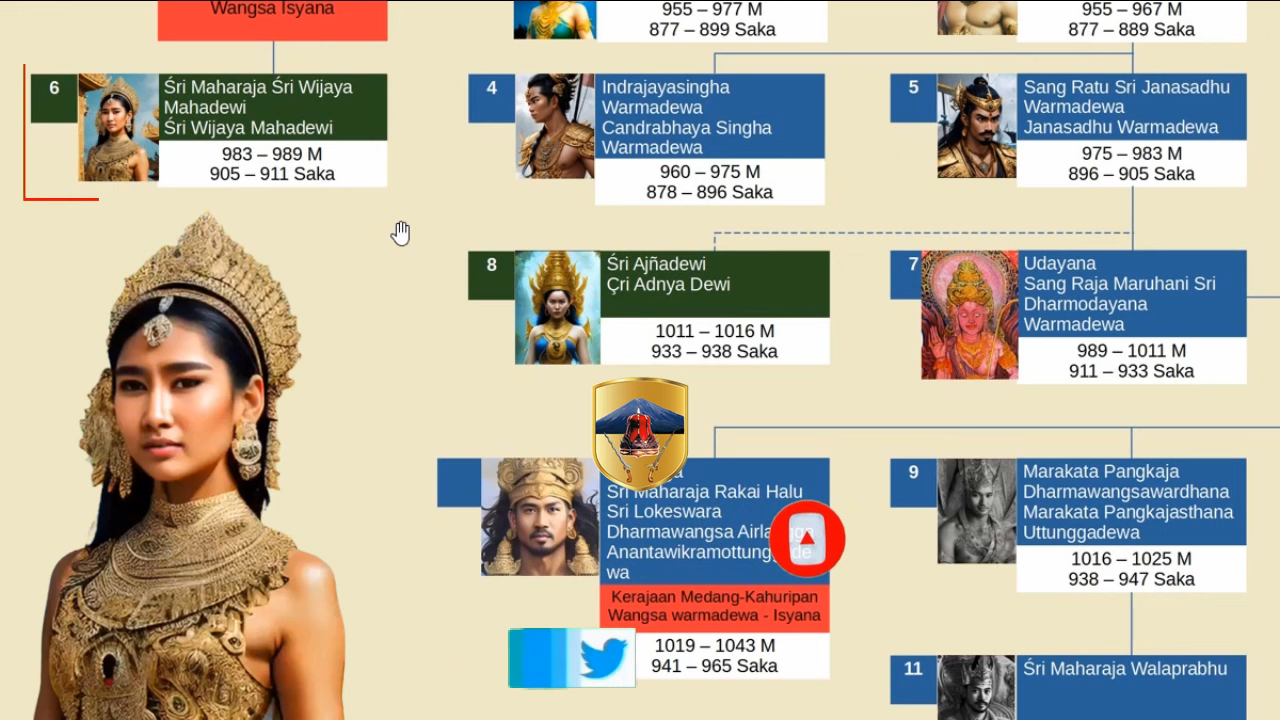 Wangsa Isyana
955 – 977 M
877 – 899 Saka
955 – 967 M
877 – 889 Saka
6
Śri Maharaja Śri Wijaya
Mahadewi
Śri Wijaya Mahadewi
983 – 989 M
905 – 911 Saka
4
Indrajayasingha
Warmadewa
Candrabhaya Singha
Warmadewa
960 – 975 M
878 – 896 Saka
5
Sang Ratu Sri Janasadhu
Warmadewa
Janasadhu Warmadewa
975 – 983 M
896 – 905 Saka
8
Śri Ajñadewi
Çri Adnya Dewi
1011 – 1016 M
933 – 938 Saka
7
Udayana
Sang Raja Maruhani Sri
Dharmodayana
Warmadewa
989 – 1011 M
911 – 933 Saka
Sri Maharaja Rakai Halu
Sri Lokeswara
Dharmawangsa
wa
Kerajaan Medang-Kahuripan
Wangsa warmadewa - Isyana
1019 – 1043 M
941 – 965 Saka
9
Marakata Pangkaja
Dharmawangsawardhana
Marakata Pangkajasthana
Uttunggadewa
1016 – 1025 M
938 – 947 Saka
11
Śri Maharaja Walaprabhu